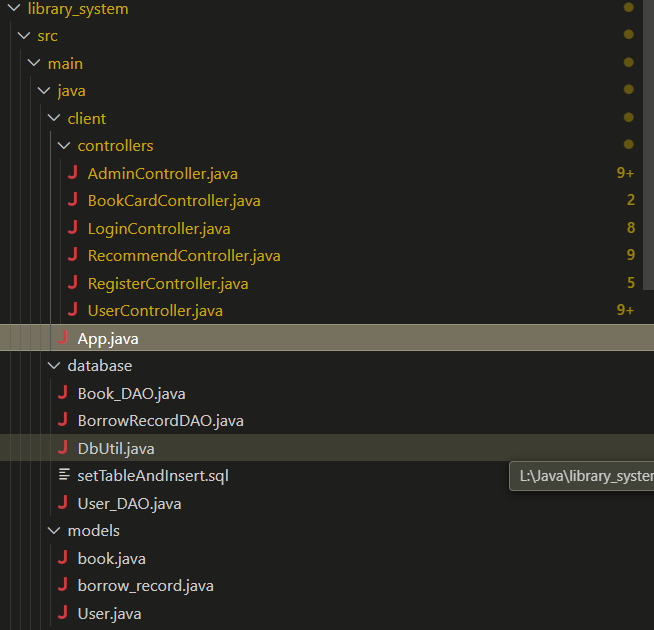 library_system
src
main
java
client
controllers
AdminController.java 9+
BookCardController.java 2
LoginController.java 8
RecommendController.java 9
RegisterController.java 5
UserController.java 9+
App.java
database
Book_DAO.java
BorrowRecordDAO.java
DbUtil.java
setTableAndInsert.sql
L:\Java\library_system
User_DAO.java
models
book.java
borrow_record.java
User.java